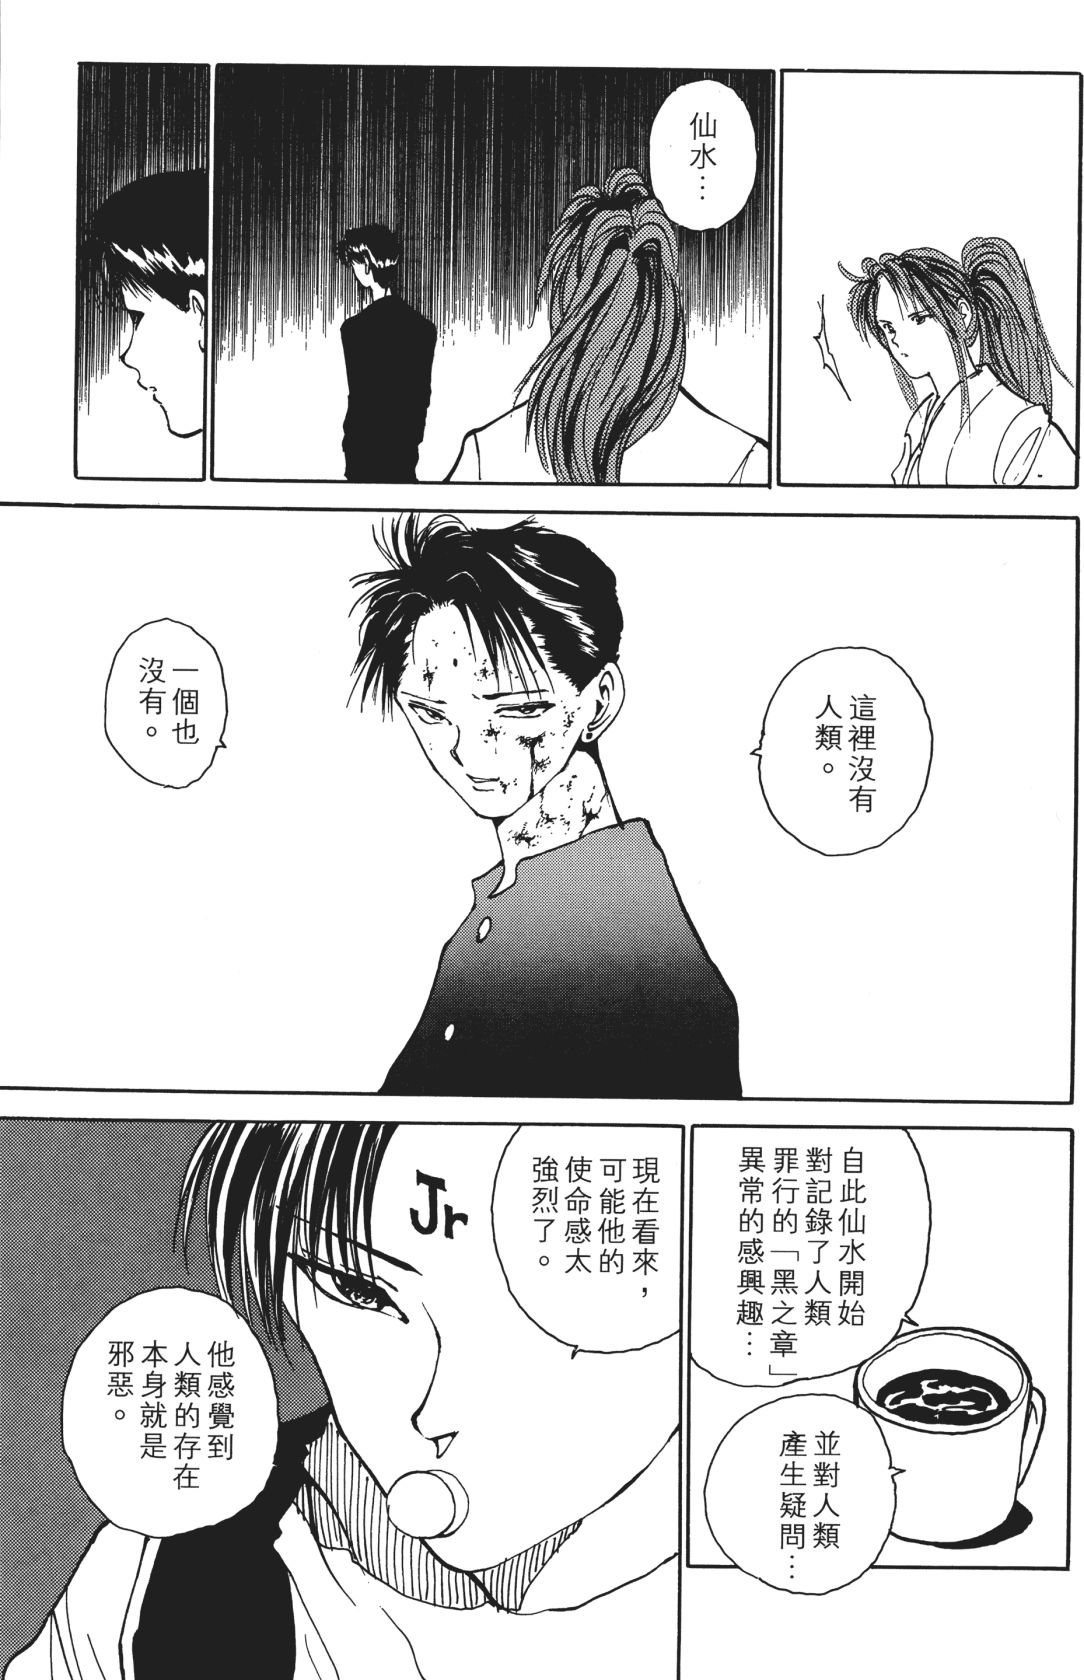 仙水…
這裡沒有
人類。
一個也
沒有。
自此仙水開始
對記錄了人類
罪行的「黑之章」
異常的感興趣…
並對人類
產生疑問…
現在看來，
可能他的
使命感太
強烈了。
Jr
他感覺到
人類的存在
本身就是
邪惡。